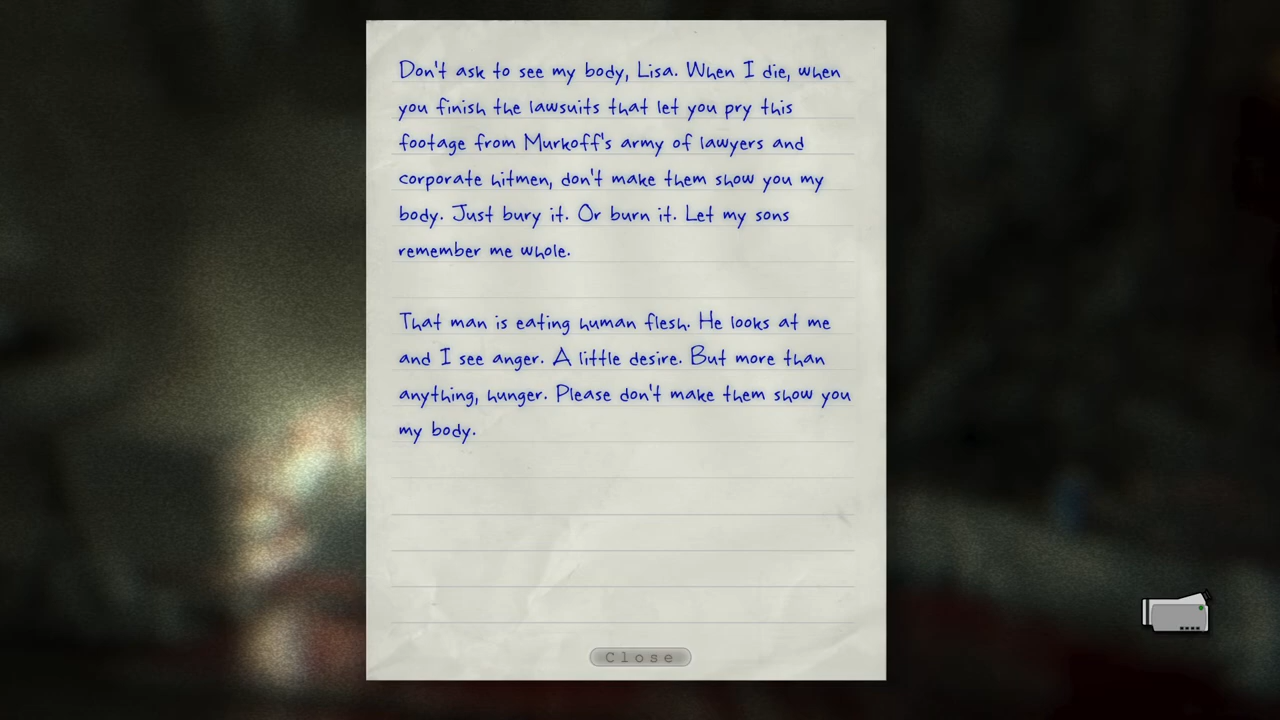 Don't ask to see my body, Lisa. When I die, when
you finish the lawsuits that let you pry this
footage from Murkoff's army of lawyers and
corporate hitmen, don't make them show you my
body. Just bury it. Or burn it. Let my sons
remember me whole.
That man is eating human flesh. He looks at me
and I see anger. A little desire. But more than
anything, hunger. Please don't make them show you
my body.
Close